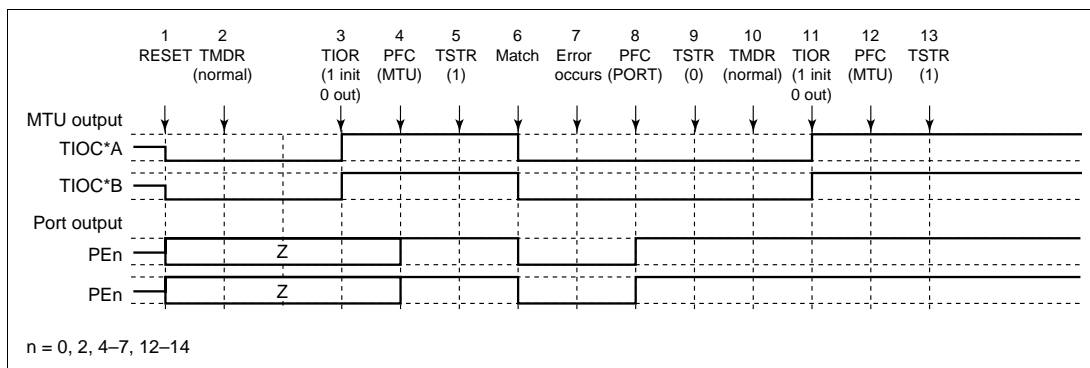 1 2 3 4 5 6 7 8 9 10 11 12 13
RESET TMDR TIOR PFC TSTR Match Error PFC TSTR TMDR TIOR PFC TSTR
(normal) (1 init (MTU) (1) occurs (PORT) (0) (normal) (1 init (MTU) (1)
0 out) 0 out)
MTU output
TIOC*A
TIOC*B
Port output
PEn Z
PEn Z
n = 0, 2, 4–7, 12–14